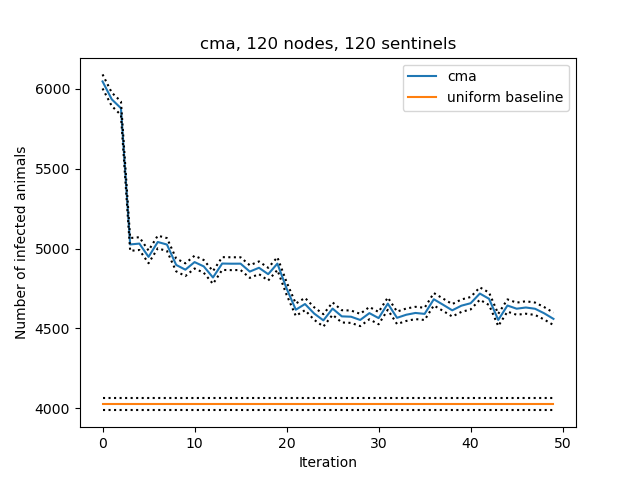 cma, 120 nodes, 120 sentinels
cma
uniform baseline
Number of infected animals
6000
5500
5000
4500
4000
0 10 20 30 40 50
Iteration